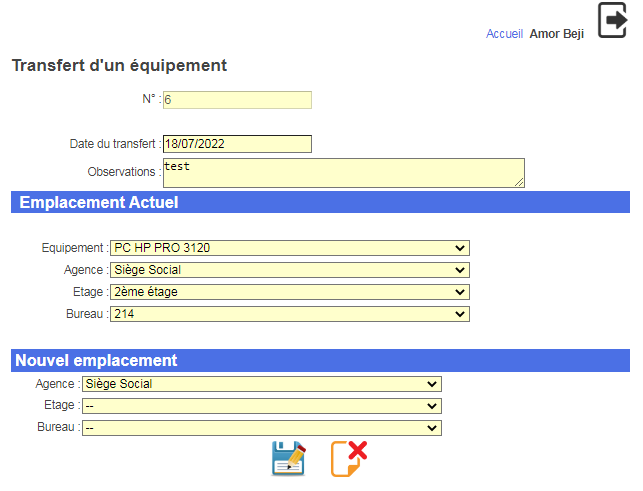 Accueil Amor Beji
Transfert d'un équipement
N° : 6
Date du transfert : 18/07/2022
Observations : test
Emplacement Actuel
Equipement : PC HP PRO 3120
Agence : Siège Social
Etage : 2ème étage
Bureau : 214
Nouvel emplacement
Agence : Siège Social
Etage : --
Bureau : --